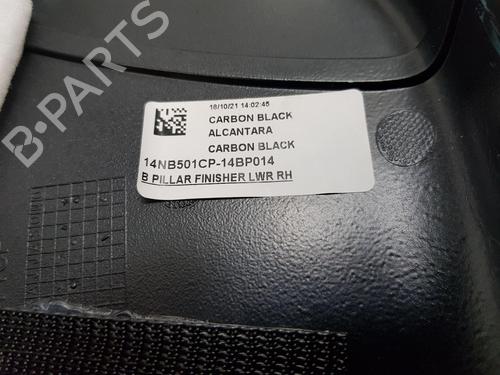 18/10/21 14:02:45
CARBON BLACK
ALCANTARA
CARBON BLACK
14NB501CP-14BP014
B PILLAR FINISHER LWR RH
B-PARTS